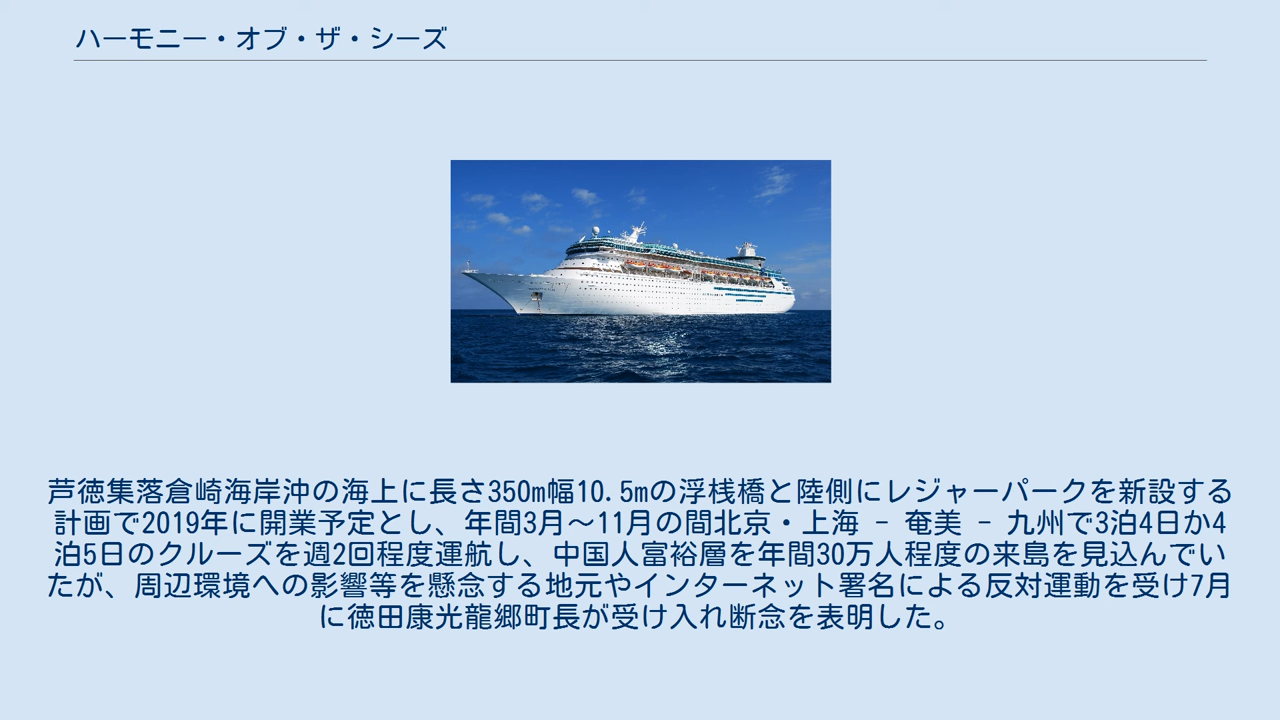 ハーモニー・オブ・ザ・シーズ
芦徳集落倉崎海岸沖の海上に長さ350m幅10.5mの浮桟橋と陸側にレジャーパークを新設する
計画で2019年に開業予定とし、年間3月～11月の間北京・上海 - 奄美 - 九州で3泊4日か4
泊5日のクルーズを週2回程度運航し、中国人富裕層を年間30万人程度の来島を見込んでい
たが、周辺環境への影響等を懸念する地元やインターネット署名による反対運動を受け7月
に徳田康光龍郷町長が受け入れ断念を表明した。